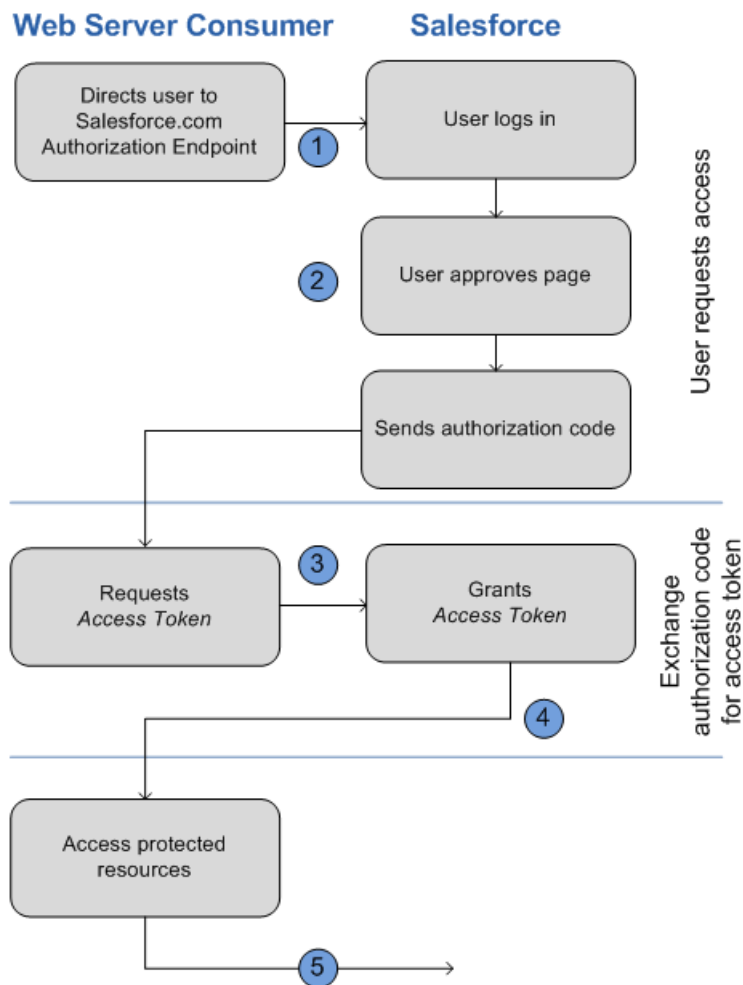 Web Server Consumer
Salesforce
Directs user to
Salesforce.com
Authorization Endpoint
1
User logs in
2
User approves page
Sends authorization code
User requests access
Requests
Access Token
3
Grants
Access Token
4
Exchange
authorization code
for access token
Access protected
resources
5